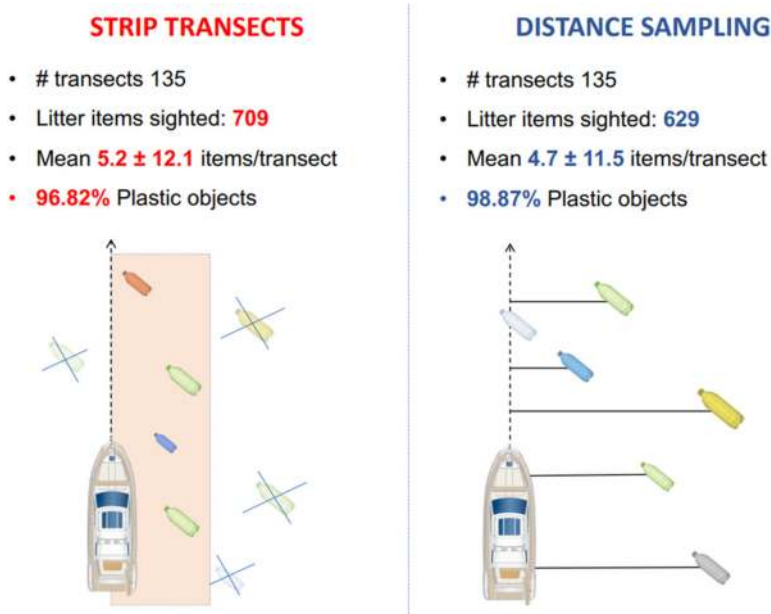 STRIP TRANSECTS
• # transects 135
• Litter items sighted: 709
• Mean 5.2 ± 12.1 items/transect
• 96.82% Plastic objects
DISTANCE SAMPLING
• # transects 135
• Litter items sighted: 629
• Mean 4.7 ± 11.5 items/transect
• 98.87% Plastic objects